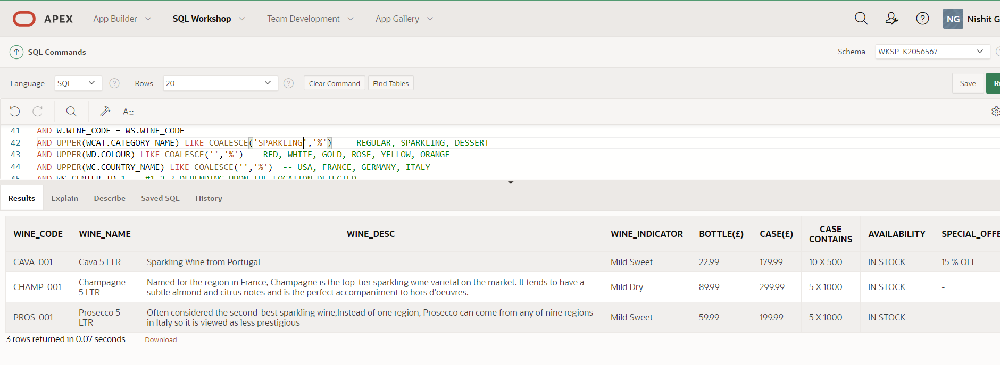 APEX App Builder SQL Workshop Team Development App Gallery NG Nishit G
SQL Commands Schema WKSP_K2056567
Language SQL Rows 20 Clear Command Find Tables Save
A::
41 AND W.WINE_CODE = WS.WINE_CODE
42 AND UPPER(WCAT.CATEGORY_NAME) LIKE COALESCE('SPARKLING','%') -- REGULAR, SPARKLING, DESSERT
43 AND UPPER(WD.COLOUR) LIKE COALESCE('','%') -- RED, WHITE, GOLD, ROSE, YELLOW, ORANGE
44 AND UPPER(WC.COUNTRY_NAME) LIKE COALESCE('','%') -- USA, FRANCE, GERMANY, ITALY
Results Explain Describe Saved SQL History
WINE_CODE WINE_NAME WINE_DESC WINE_INDICATOR BOTTLE(£) CASE(£) CASE CONTAINS AVAILABILITY SPECIAL_OFFE
CAVA_001 Cava 5 LTR Sparkling Wine from Portugal Mild Sweet 22.99 179.99 10 X 500 IN STOCK 15 % OFF
CHAMP_001 Champagne 5 LTR Named for the region in France, Champagne is the top-tier sparkling wine varietal on the market. It tends to have a subtle almond and citrus notes and is the perfect accompaniment to hors d'oeuvres. Mild Dry 89.99 299.99 5 X 1000 IN STOCK -
PROS_001 Prosecco 5 LTR Often considered the second-best sparkling wine,Instead of one region, Prosecco can come from any of nine regions in Italy so it is viewed as less prestigious Mild Sweet 59.99 199.99 5 X 1000 IN STOCK -
3 rows returned in 0.07 seconds Download